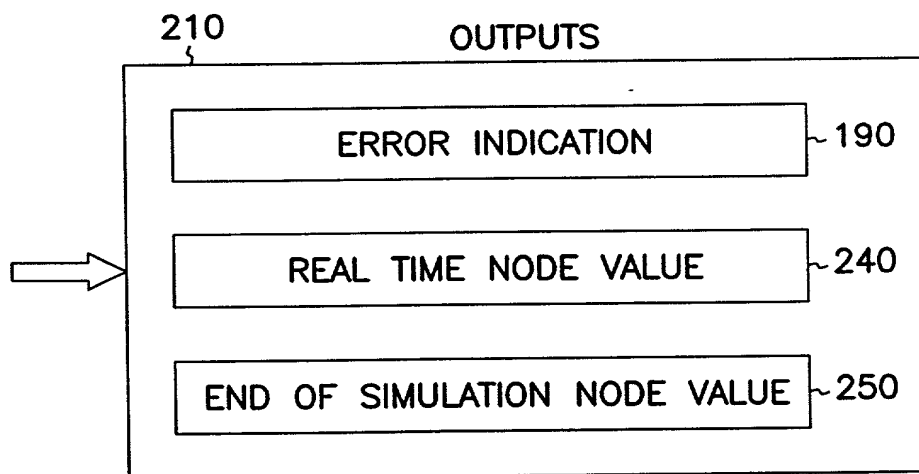 210
OUTPUTS
ERROR INDICATION 190
REAL TIME NODE VALUE 240
END OF SIMULATION NODE VALUE 250